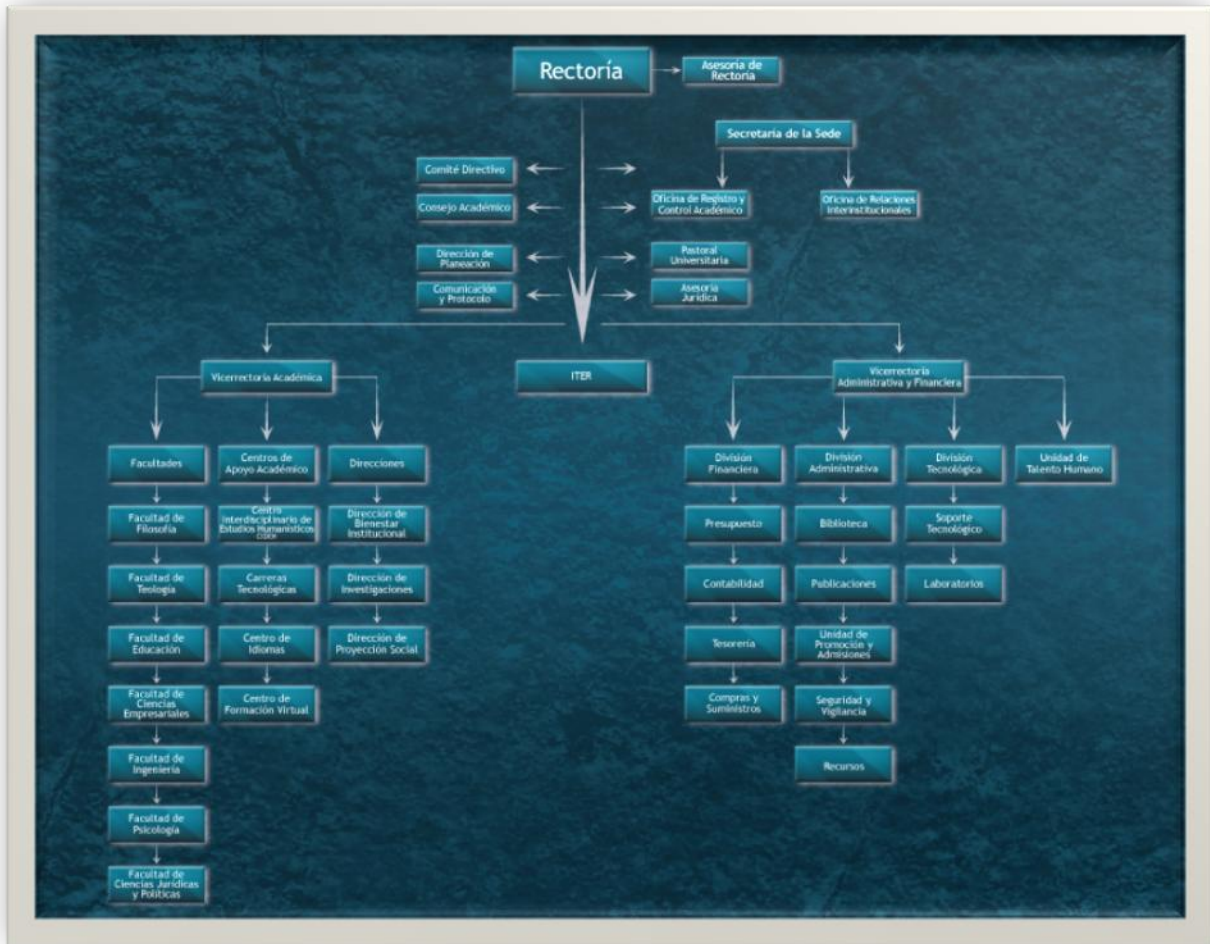 Rectoría
Asesoría de
Rectoría
Secretaria de la Sede
Comité Directivo
Consejo Académico
Oficina de Registro y
Control Académico
Oficina de Relaciones
Interinstitucionales
Dirección de
Planeación
Pastoral
Universitaria
Comunicación
y Protocolo
Asesoría
Jurídica
Vicerrectoría Académica
ITER
Vicerrectoría
Administrativa y Financiera
Facultades
Centros de
Apoyo Académico
Direcciones
División
Financiera
División
Administrativa
División
Tecnológica
Unidad de
Talento Humano
Facultad de
Filosofía
Centro
Interdisciplinario de
Estudios Humanísticos
Dirección de
Bienestar
Institucional
Presupuesto
Biblioteca
Soporte
Tecnológico
Facultad de
Teología
Carreras
Tecnológicas
Dirección de
Investigaciones
Contabilidad
Publicaciones
Laboratorios
Facultad de
Educación
Centro de
Idiomas
Dirección de
Proyección Social
Tesorería
Unidad de
Promoción y
Admisiones
Facultad de
Ciencias
Empresariales
Centro de
Formación Virtual
Compras y
Suministros
Seguridad y
Vigilancia
Facultad de
Ingeniería
Recursos
Facultad de
Psicología
Facultad de
Ciencias Jurídicas
y Políticas